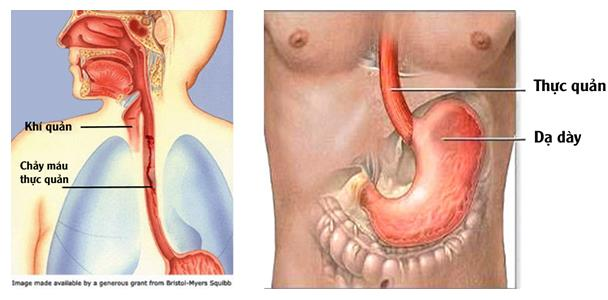 Khí quản
Chảy máu
thực quản
Image made available by a generous grant from Bristol-Myers Squibb
Thực quản
Dạ dày